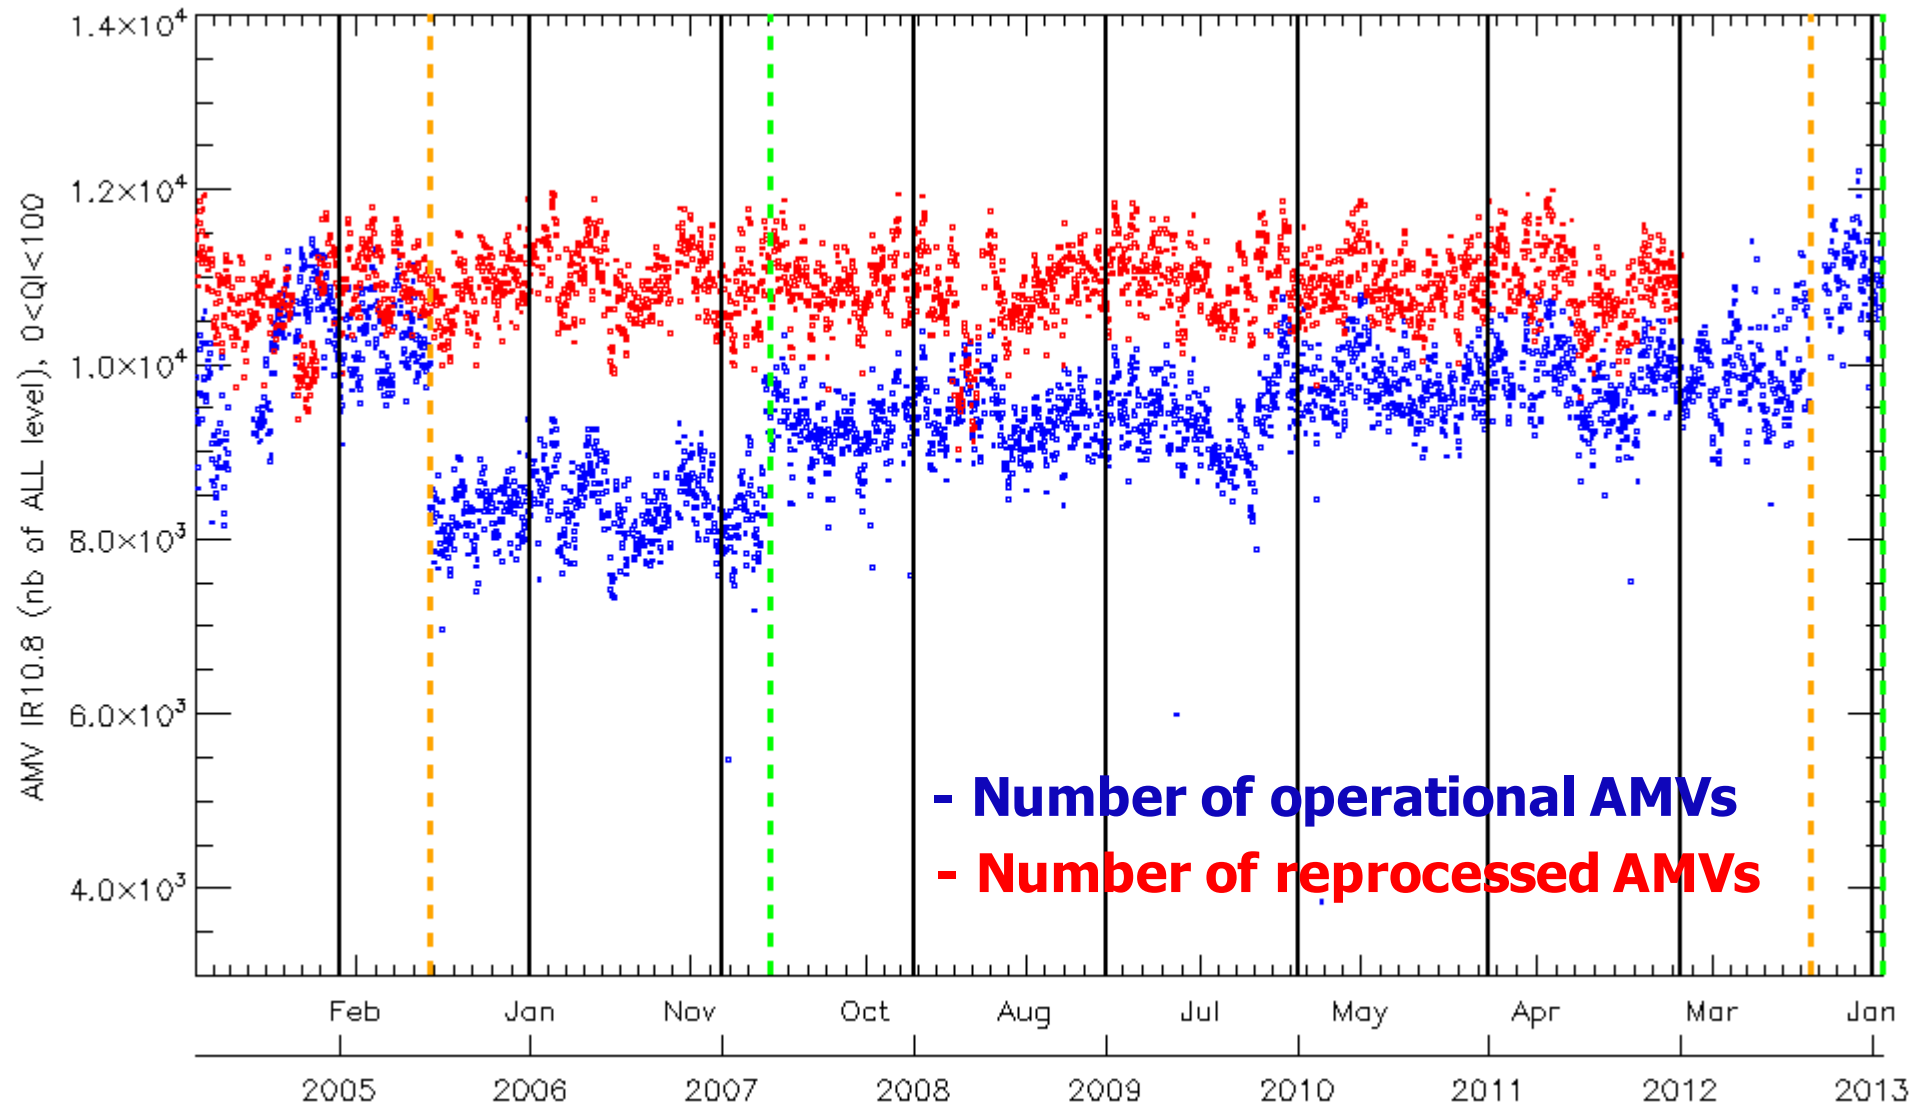 AMV IR10.8 (nb of ALL level), 0<QI<100
1.4×10⁴
1.2×10⁴
1.0×10⁴
8.0×10³
6.0×10³
4.0×10³
- Number of operational AMVs
- Number of reprocessed AMVs
Feb Jan Nov Oct Aug Jul May Apr Mar Jan
2005 2006 2007 2008 2009 2010 2011 2012 2013